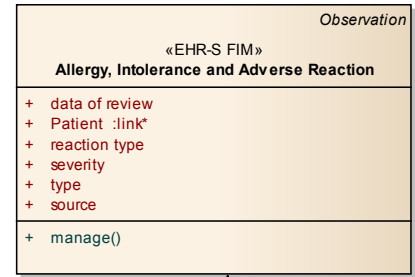 Observation
«EHR-S FIM»
Allergy, Intolerance and Adverse Reaction
+ data of review
+ Patient :link*
+ reaction type
+ severity
+ type
+ source
+ manage()